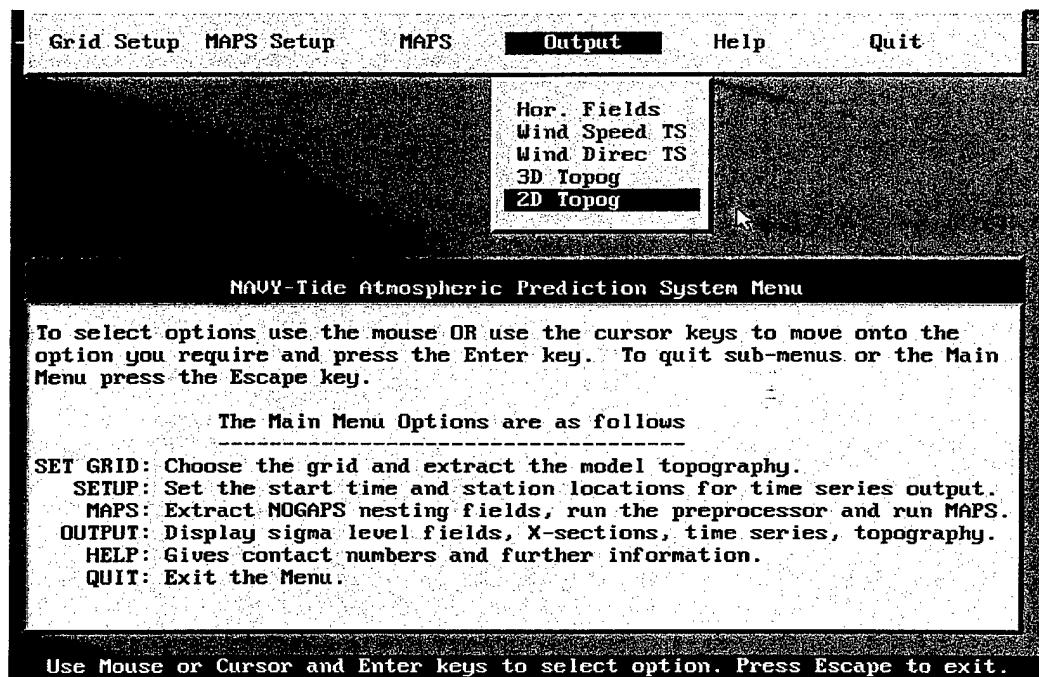 Grid Setup MAPS Setup MAPS Output Help Quit
Hor. Fields
Wind Speed TS
Wind Direc TS
3D Topog
2D Topog
NAVY-Tide Atmospheric Prediction System Menu
To select options use the mouse OR use the cursor keys to move onto the
option you require and press the Enter key. To quit sub-menus or the Main
Menu press the Escape key.
The Main Menu Options are as follows
----------------------------------------
SET GRID: Choose the grid and extract the model topography.
SETUP: Set the start time and station locations for time series output.
MAPS: Extract NOGAPS nesting fields, run the preprocessor and run MAPS.
OUTPUT: Display sigma level fields, X-sections, time series, topography.
HELP: Gives contact numbers and further information.
QUIT: Exit the Menu.
Use Mouse or Cursor and Enter keys to select option. Press Escape to exit.